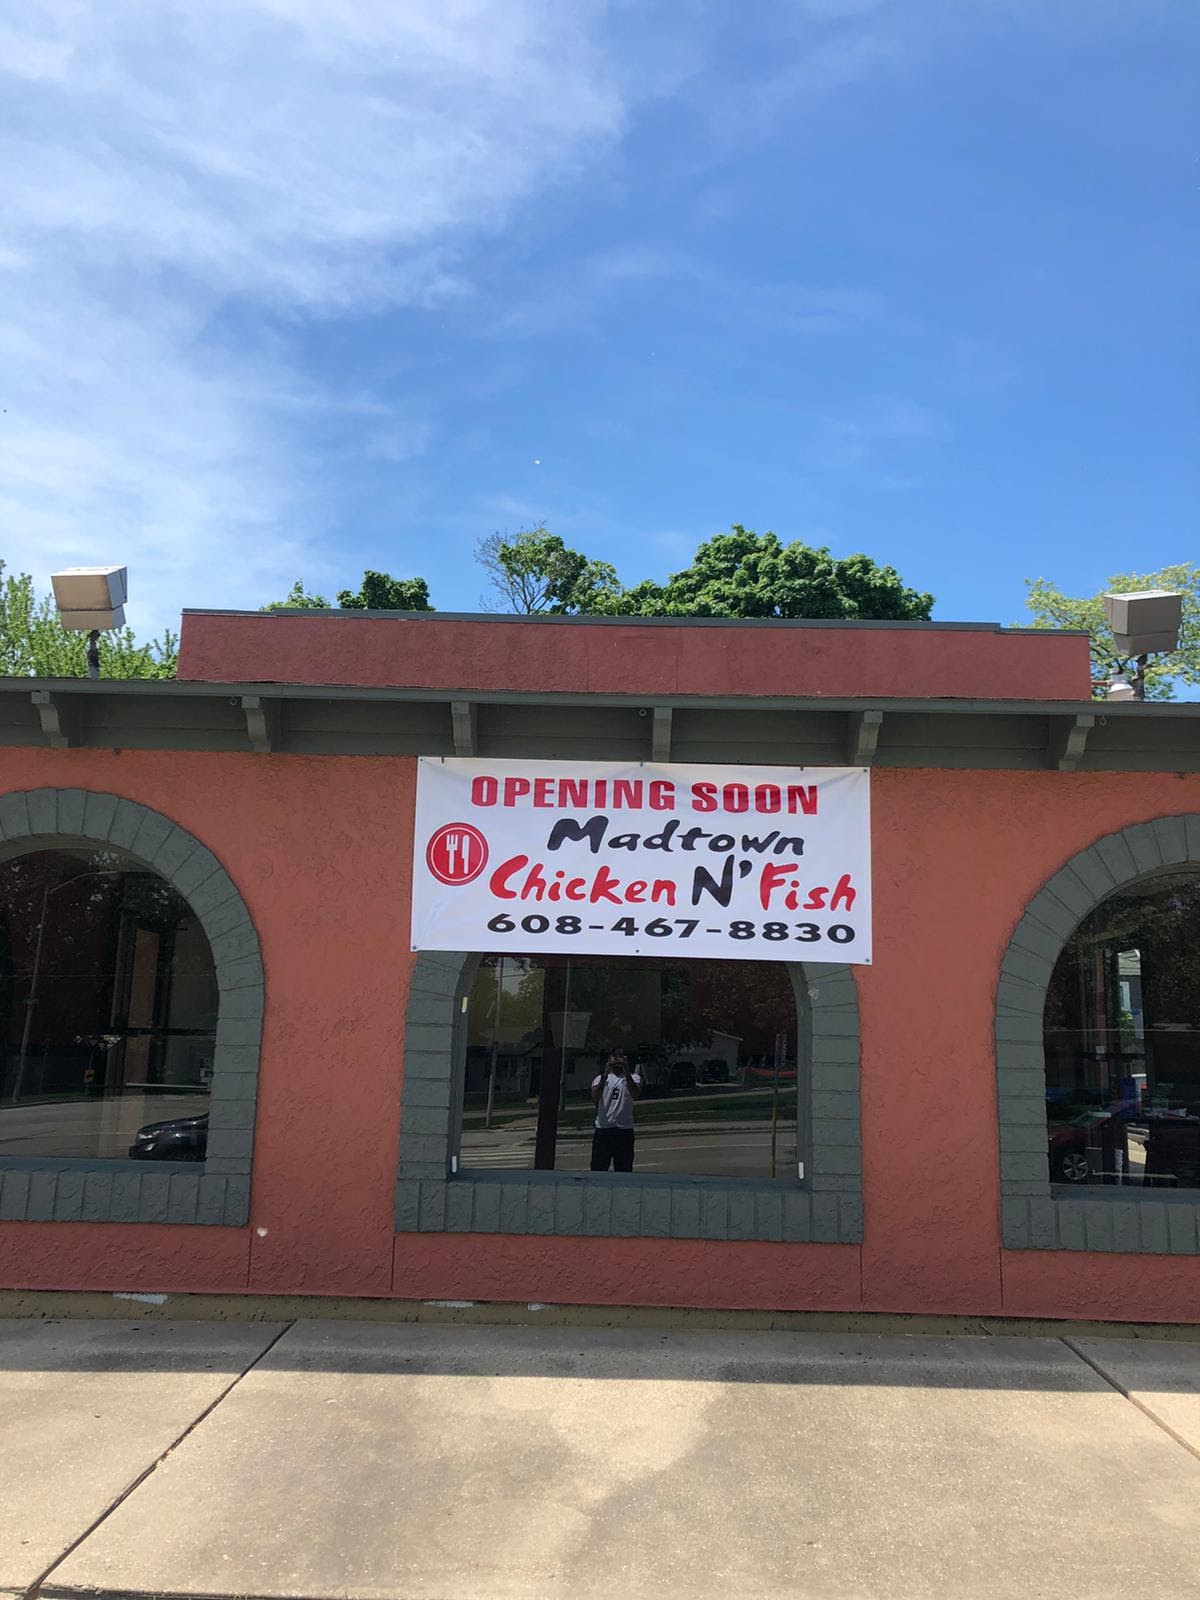 OPENING SOON
Madtown
Chicken N' Fish
608-467-8830